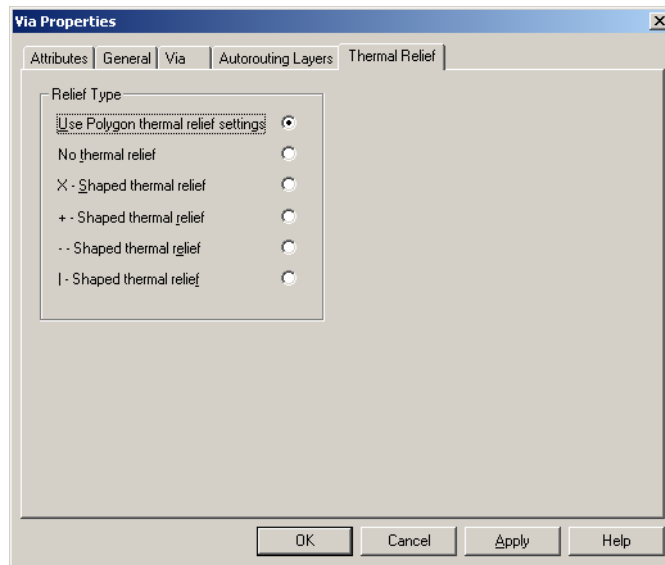 Via Properties
Attributes General Via Autorouting Layers Thermal Relief
Relief Type
Use Polygon thermal relief settings
No thermal relief
X - Shaped thermal relief
+ - Shaped thermal relief
- - Shaped thermal relief
| - Shaped thermal relief
OK Cancel Apply Help